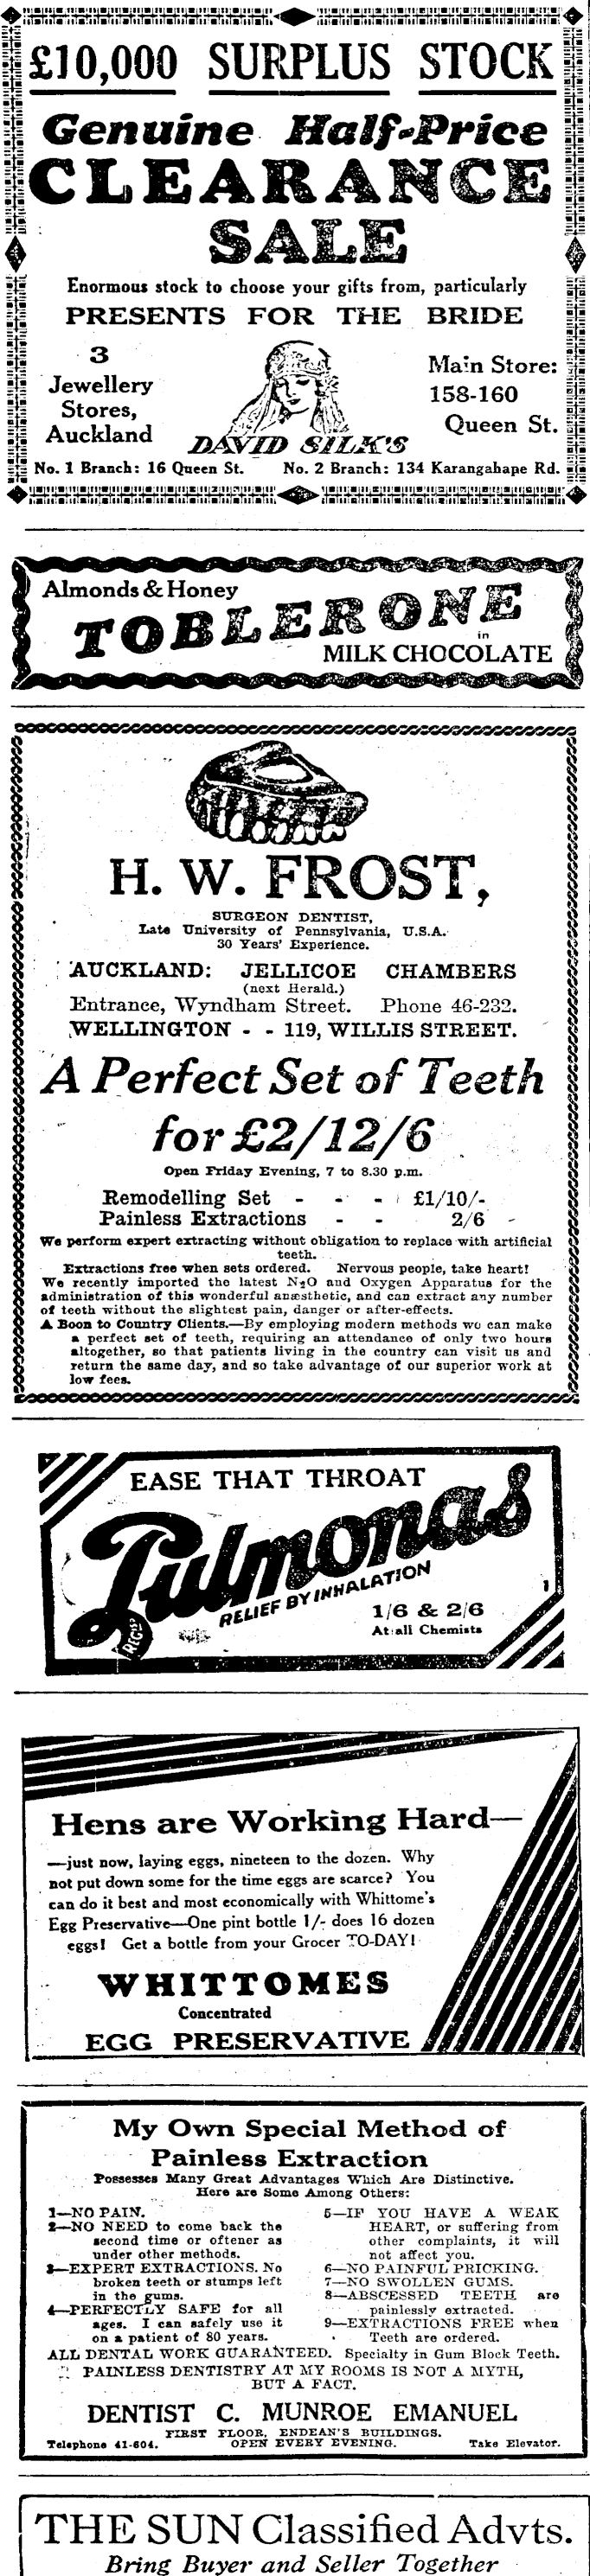 £10,000 SURPLUS STOCK
Genuine Half-Price
CLEARANCE
SALE
Enormous stock to choose your gifts from, particularly
PRESENTS FOR THE BRIDE
3
Jewellery
Stores,
Auckland
Main Store:
158-160
Queen St.
DAVID SILK'S
No. 1 Branch: 16 Queen St. No. 2 Branch: 134 Karangahape Rd.
Almonds & Honey
TOBLERONE
in
MILK CHOCOLATE
H. W. FROST,
SURGEON DENTIST,
Late University of Pennsylvania, U.S.A.
30 Years' Experience.
AUCKLAND: JELLICOE CHAMBERS
(next Herald.)
Entrance, Wyndham Street. Phone 46-232.
WELLINGTON - - 119, WILLIS STREET.
A Perfect Set of Teeth
for £2/12/6
Open Friday Evening, 7 to 8.30 p.m.
Remodelling Set - - - £1/10/-
Painless Extractions - - 2/6
We perform expert extracting without obligation to replace with artificial
teeth.
Extractions free when sets ordered. Nervous people, take heart!
We recently imported the latest N2O and Oxygen Apparatus for the
administration of this wonderful anæsthetic, and can extract any number
of teeth without the slightest pain, danger or after-effects.
A Boon to Country Clients.—By employing modern methods we can make
a perfect set of teeth, requiring an attendance of only two hours
altogether, so that patients living in the country can visit us and
return the same day, and so take advantage of our superior work at
low fees.
EASE THAT THROAT
Pulmonas
REGD.
RELIEF BY INHALATION
1/6 & 2/6
At all Chemists
1
Hens are Working Hard—
—just now, laying eggs, nineteen to the dozen. Why
not put down some for the time eggs are scarce? You
can do it best and most economically with Whittome's
Egg Preservative—One pint bottle 1/- does 16 dozen
eggs! Get a bottle from your Grocer TO-DAY!
WHITTOMES
Concentrated
EGG PRESERVATIVE
My Own Special Method of
Painless Extraction
Possesses Many Great Advantages Which Are Distinctive.
Here are Some Among Others:
1—NO PAIN.
2—NO NEED to come back the
second time or oftener as
under other methods.
3—EXPERT EXTRACTIONS. No
broken teeth or stumps left
in the gums.
4—PERFECTLY SAFE for all
ages. I can safely use it
on a patient of 80 years.
5—IF YOU HAVE A WEAK
HEART, or suffering from
other complaints, it will
not affect you.
6—NO PAINFUL PRICKING.
7—NO SWOLLEN GUMS.
8—ABSCESSED TEETH are
painlessly extracted.
9—EXTRACTIONS FREE when
Teeth are ordered.
ALL DENTAL WORK GUARANTEED. Specialty in Gum Block Teeth.
PAINLESS DENTISTRY AT MY ROOMS IS NOT A MYTH,
BUT A FACT.
DENTIST C. MUNROE EMANUEL
FIRST FLOOR, ENDEAN'S BUILDINGS.
Telephone 41-604. OPEN EVERY EVENING. Take Elevator.
THE SUN Classified Advts.
Bring Buyer and Seller Together